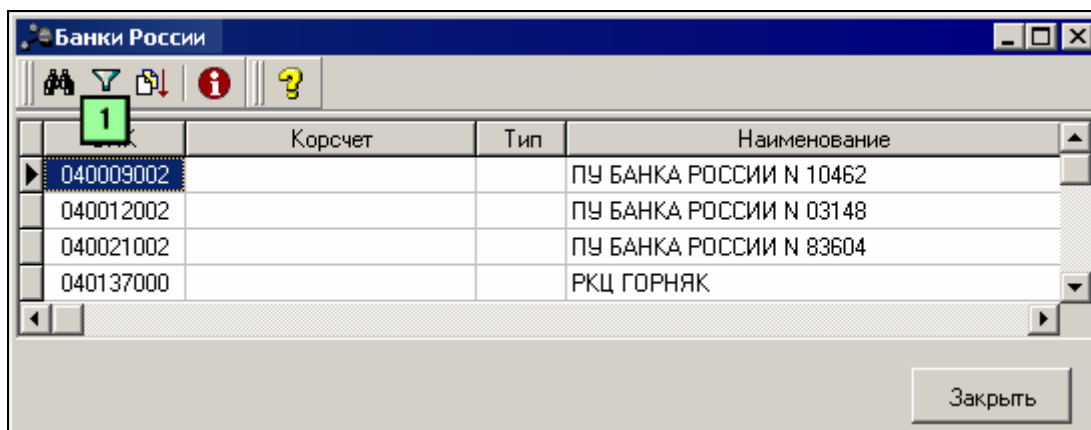 Банки России
1
Корсчет Тип Наименование
040009002 ПУ БАНКА РОССИИ N 10462
040012002 ПУ БАНКА РОССИИ N 03148
040021002 ПУ БАНКА РОССИИ N 83604
040137000 РКЦ ГОРНЯК
Закрыть